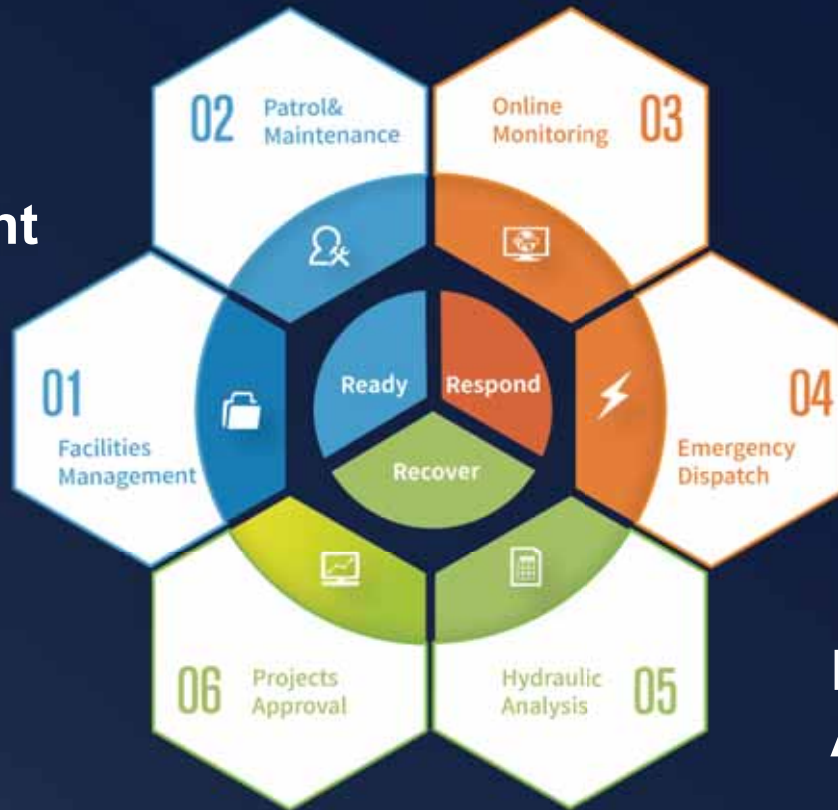 02
Patrol&
Maintenance
Online
Monitoring
03
01
Facilities
Management
Ready
Respond
Recover
04
Emergency
Dispatch
06
Projects
Approval
Hydraulic
Analysis
05